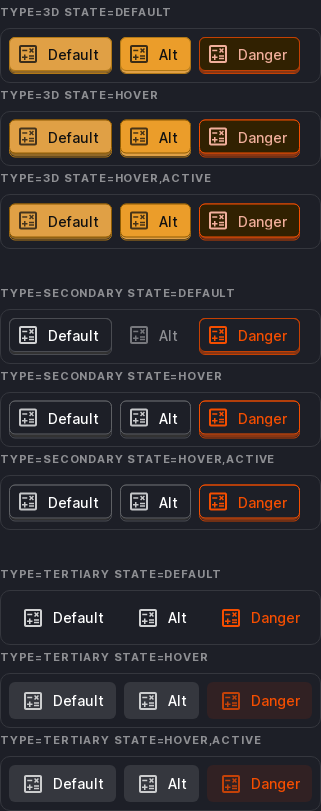 TYPE=3D STATE=DEFAULT
Default Alt Danger
TYPE=3D STATE=HOVER
Default Alt Danger
TYPE=3D STATE=HOVER,ACTIVE
Default Alt Danger
TYPE=SECONDARY STATE=DEFAULT
Default Alt Danger
TYPE=SECONDARY STATE=HOVER
Default Alt Danger
TYPE=SECONDARY STATE=HOVER,ACTIVE
Default Alt Danger
TYPE=TERTIARY STATE=DEFAULT
Default Alt Danger
TYPE=TERTIARY STATE=HOVER
Default Alt Danger
TYPE=TERTIARY STATE=HOVER,ACTIVE
Default Alt Danger